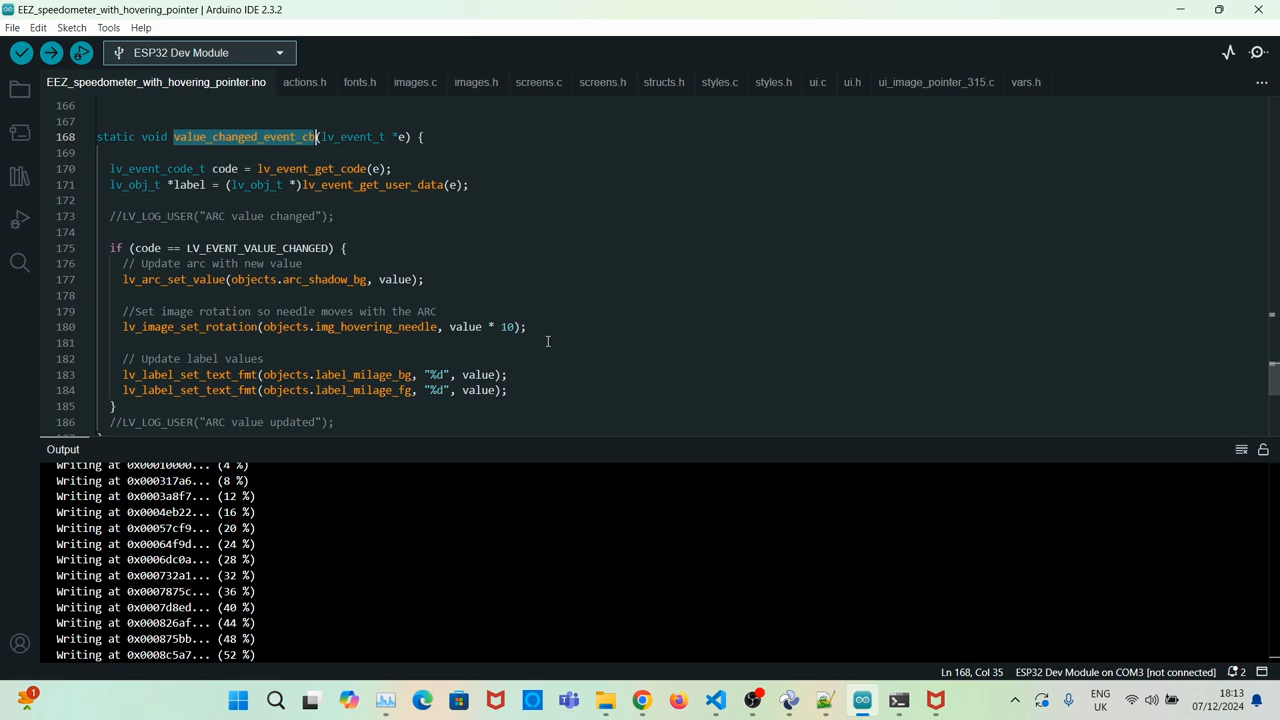 EEZ_speedometer_with_hovering_pointer | Arduino IDE 2.3.2
File Edit Sketch Tools Help
ESP32 Dev Module
EEZ_speedometer_with_hovering_pointer.ino actions.h fonts.h images.c images.h screens.c screens.h structs.h styles.c styles.h ui.c ui.h ui_image_pointer_315.c vars.h
166
167
168 static void value_changed_event_cb(lv_event_t *e) {
169
170 lv_event_code_t code = lv_event_get_code(e);
171 lv_obj_t *label = (lv_obj_t *)lv_event_get_user_data(e);
172
173 //LV_LOG_USER("ARC value changed");
174
175 if (code == LV_EVENT_VALUE_CHANGED) {
176 // Update arc with new value
177 lv_arc_set_value(objects.arc_shadow_bg, value);
178
179 //Set image rotation so needle moves with the ARC
180 lv_image_set_rotation(objects.img_hovering_needle, value * 10);
181
182 // Update label values
183 lv_label_set_text_fmt(objects.label_milage_bg, "%d", value);
184 lv_label_set_text_fmt(objects.label_milage_fg, "%d", value);
185 }
186 //LV_LOG_USER("ARC value updated");
Output
Writing at 0x00010000... (4 %)
Writing at 0x000317a6... (8 %)
Writing at 0x0003a8f7... (12 %)
Writing at 0x0004eb22... (16 %)
Writing at 0x00057cf9... (20 %)
Writing at 0x00064f9d... (24 %)
Writing at 0x0006dc0a... (28 %)
Writing at 0x000732a1... (32 %)
Writing at 0x0007875c... (36 %)
Writing at 0x0007d8ed... (40 %)
Writing at 0x000826af... (44 %)
Writing at 0x000875bb... (48 %)
Writing at 0x0008c5a7... (52 %)
Ln 168, Col 35 ESP32 Dev Module on COM3 [not connected] 2
1
ENG
UK
18:13
07/12/2024